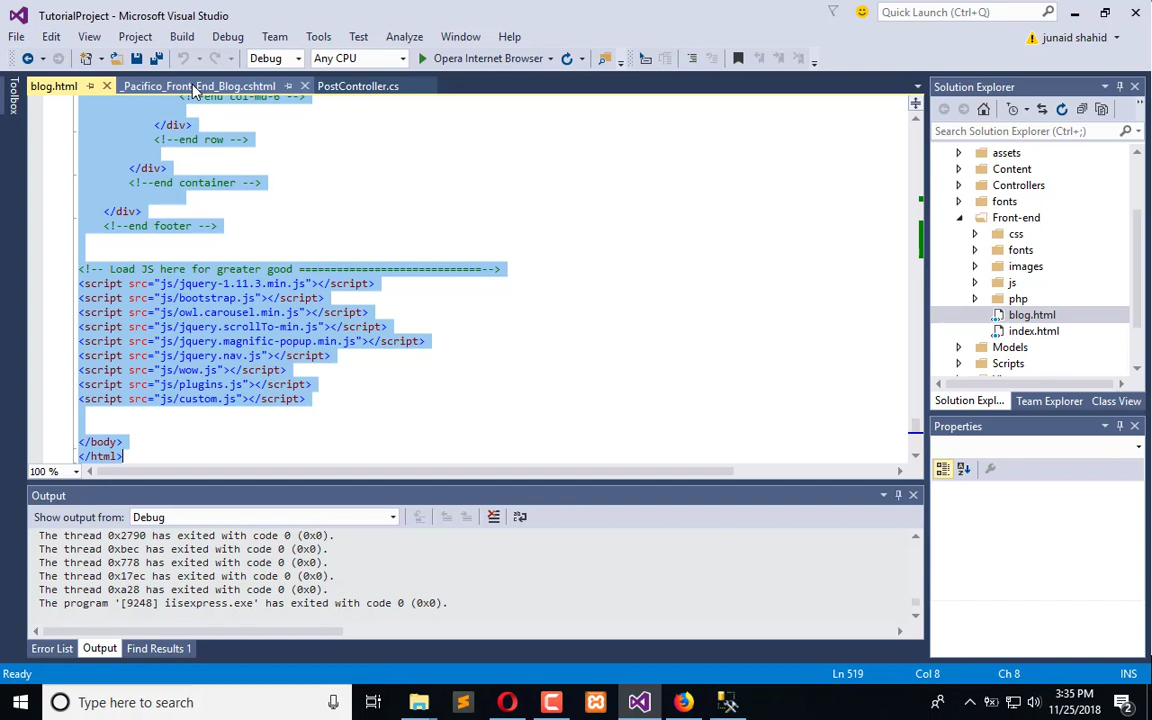 TutorialProject - Microsoft Visual Studio
Quick Launch (Ctrl+Q)
File Edit View Project Build Debug Team Tools Test Analyze Window Help
junaid shahid
Debug Any CPU Opera Internet Browser
Toolbox
blog.html _Pacifico_Front_End_Blog.cshtml PostController.cs
<!--end col-md-6 -->
</div>
<!--end row -->
</div>
<!--end container -->
</div>
<!--end footer -->
<!-- Load JS here for greater good =============================-->
<script src="js/jquery-1.11.3.min.js"></script>
<script src="js/bootstrap.js"></script>
<script src="js/owl.carousel.min.js"></script>
<script src="js/jquery.scrollTo-min.js"></script>
<script src="js/jquery.magnific-popup.min.js"></script>
<script src="js/jquery.nav.js"></script>
<script src="js/wow.js"></script>
<script src="js/plugins.js"></script>
<script src="js/custom.js"></script>
</body>
</html>
100 %
Solution Explorer
Search Solution Explorer (Ctrl+;)
assets
Content
Controllers
fonts
Front-end
css
fonts
images
js
php
blog.html
index.html
Models
Scripts
Solution Expl... Team Explorer Class View
Properties
Output
Show output from: Debug
The thread 0x2790 has exited with code 0 (0x0).
The thread 0xbec has exited with code 0 (0x0).
The thread 0x778 has exited with code 0 (0x0).
The thread 0x17ec has exited with code 0 (0x0).
The thread 0xa28 has exited with code 0 (0x0).
The program '[9248] iisexpress.exe' has exited with code 0 (0x0).
Error List Output Find Results 1
Ready Ln 519 Col 8 Ch 8 INS
Type here to search
3:35 PM
11/25/2018
2